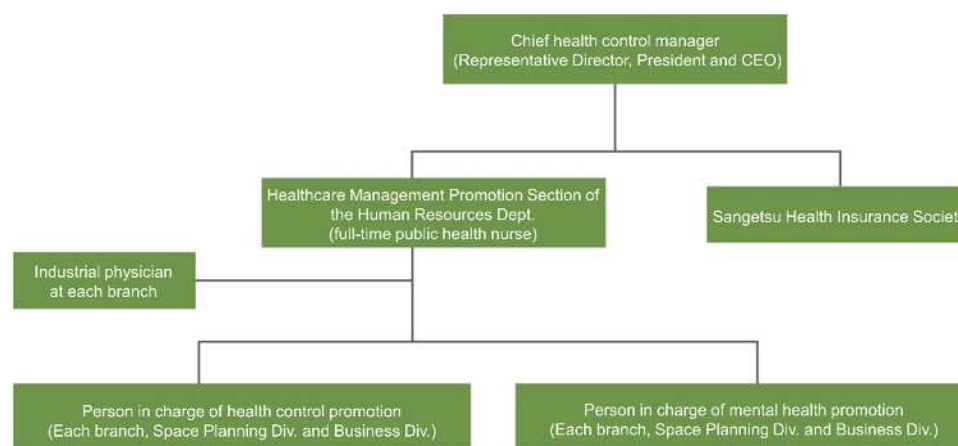 Chief health control manager
(Representative Director, President and CEO)
Healthcare Management Promotion Section of
the Human Resources Dept.
(full-time public health nurse)
Sangetsu Health Insurance Societ
Industrial physician
at each branch
Person in charge of health control promotion
(Each branch, Space Planning Div. and Business Div.)
Person in charge of mental health promotion
(Each branch, Space Planning Div. and Business Div.)